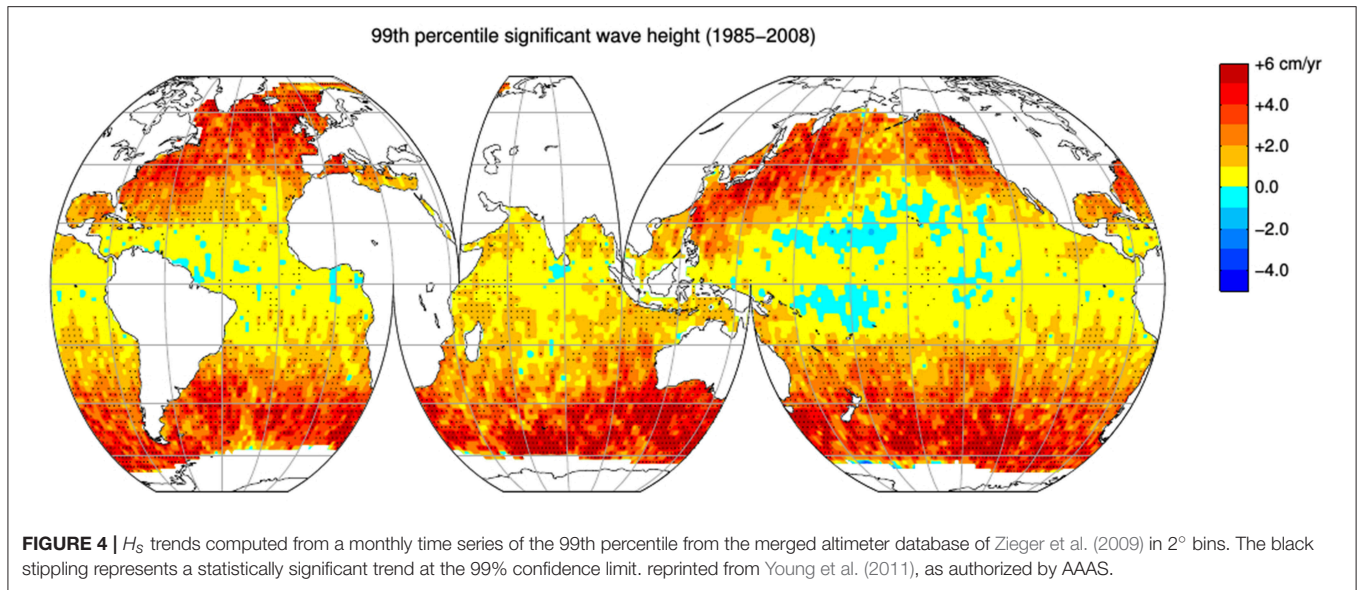 99th percentile significant wave height (1985–2008)
+6 cm/yr
+4.0
+2.0
0.0
−2.0
−4.0
FIGURE 4 | Hs trends computed from a monthly time series of the 99th percentile from the merged altimeter database of Zieger et al. (2009) in 2° bins. The black
stippling represents a statistically significant trend at the 99% confidence limit. reprinted from Young et al. (2011), as authorized by AAAS.